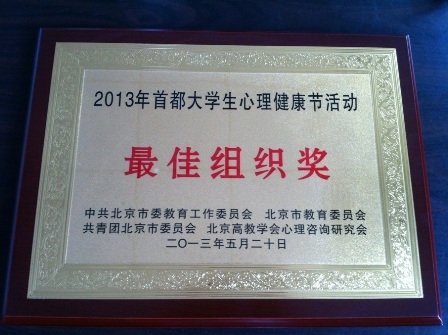 2013年首都大学生心理健康节活动
最佳组织奖
中共北京市委教育工作委员会 北京市教育委员会
共青团北京市委员会 北京高教学会心理咨询研究会
二〇一三年五月二十日